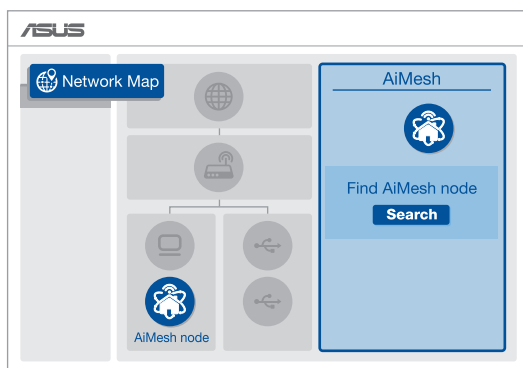 ASUS
Network Map
AiMesh
Find AiMesh node
Search
AiMesh node